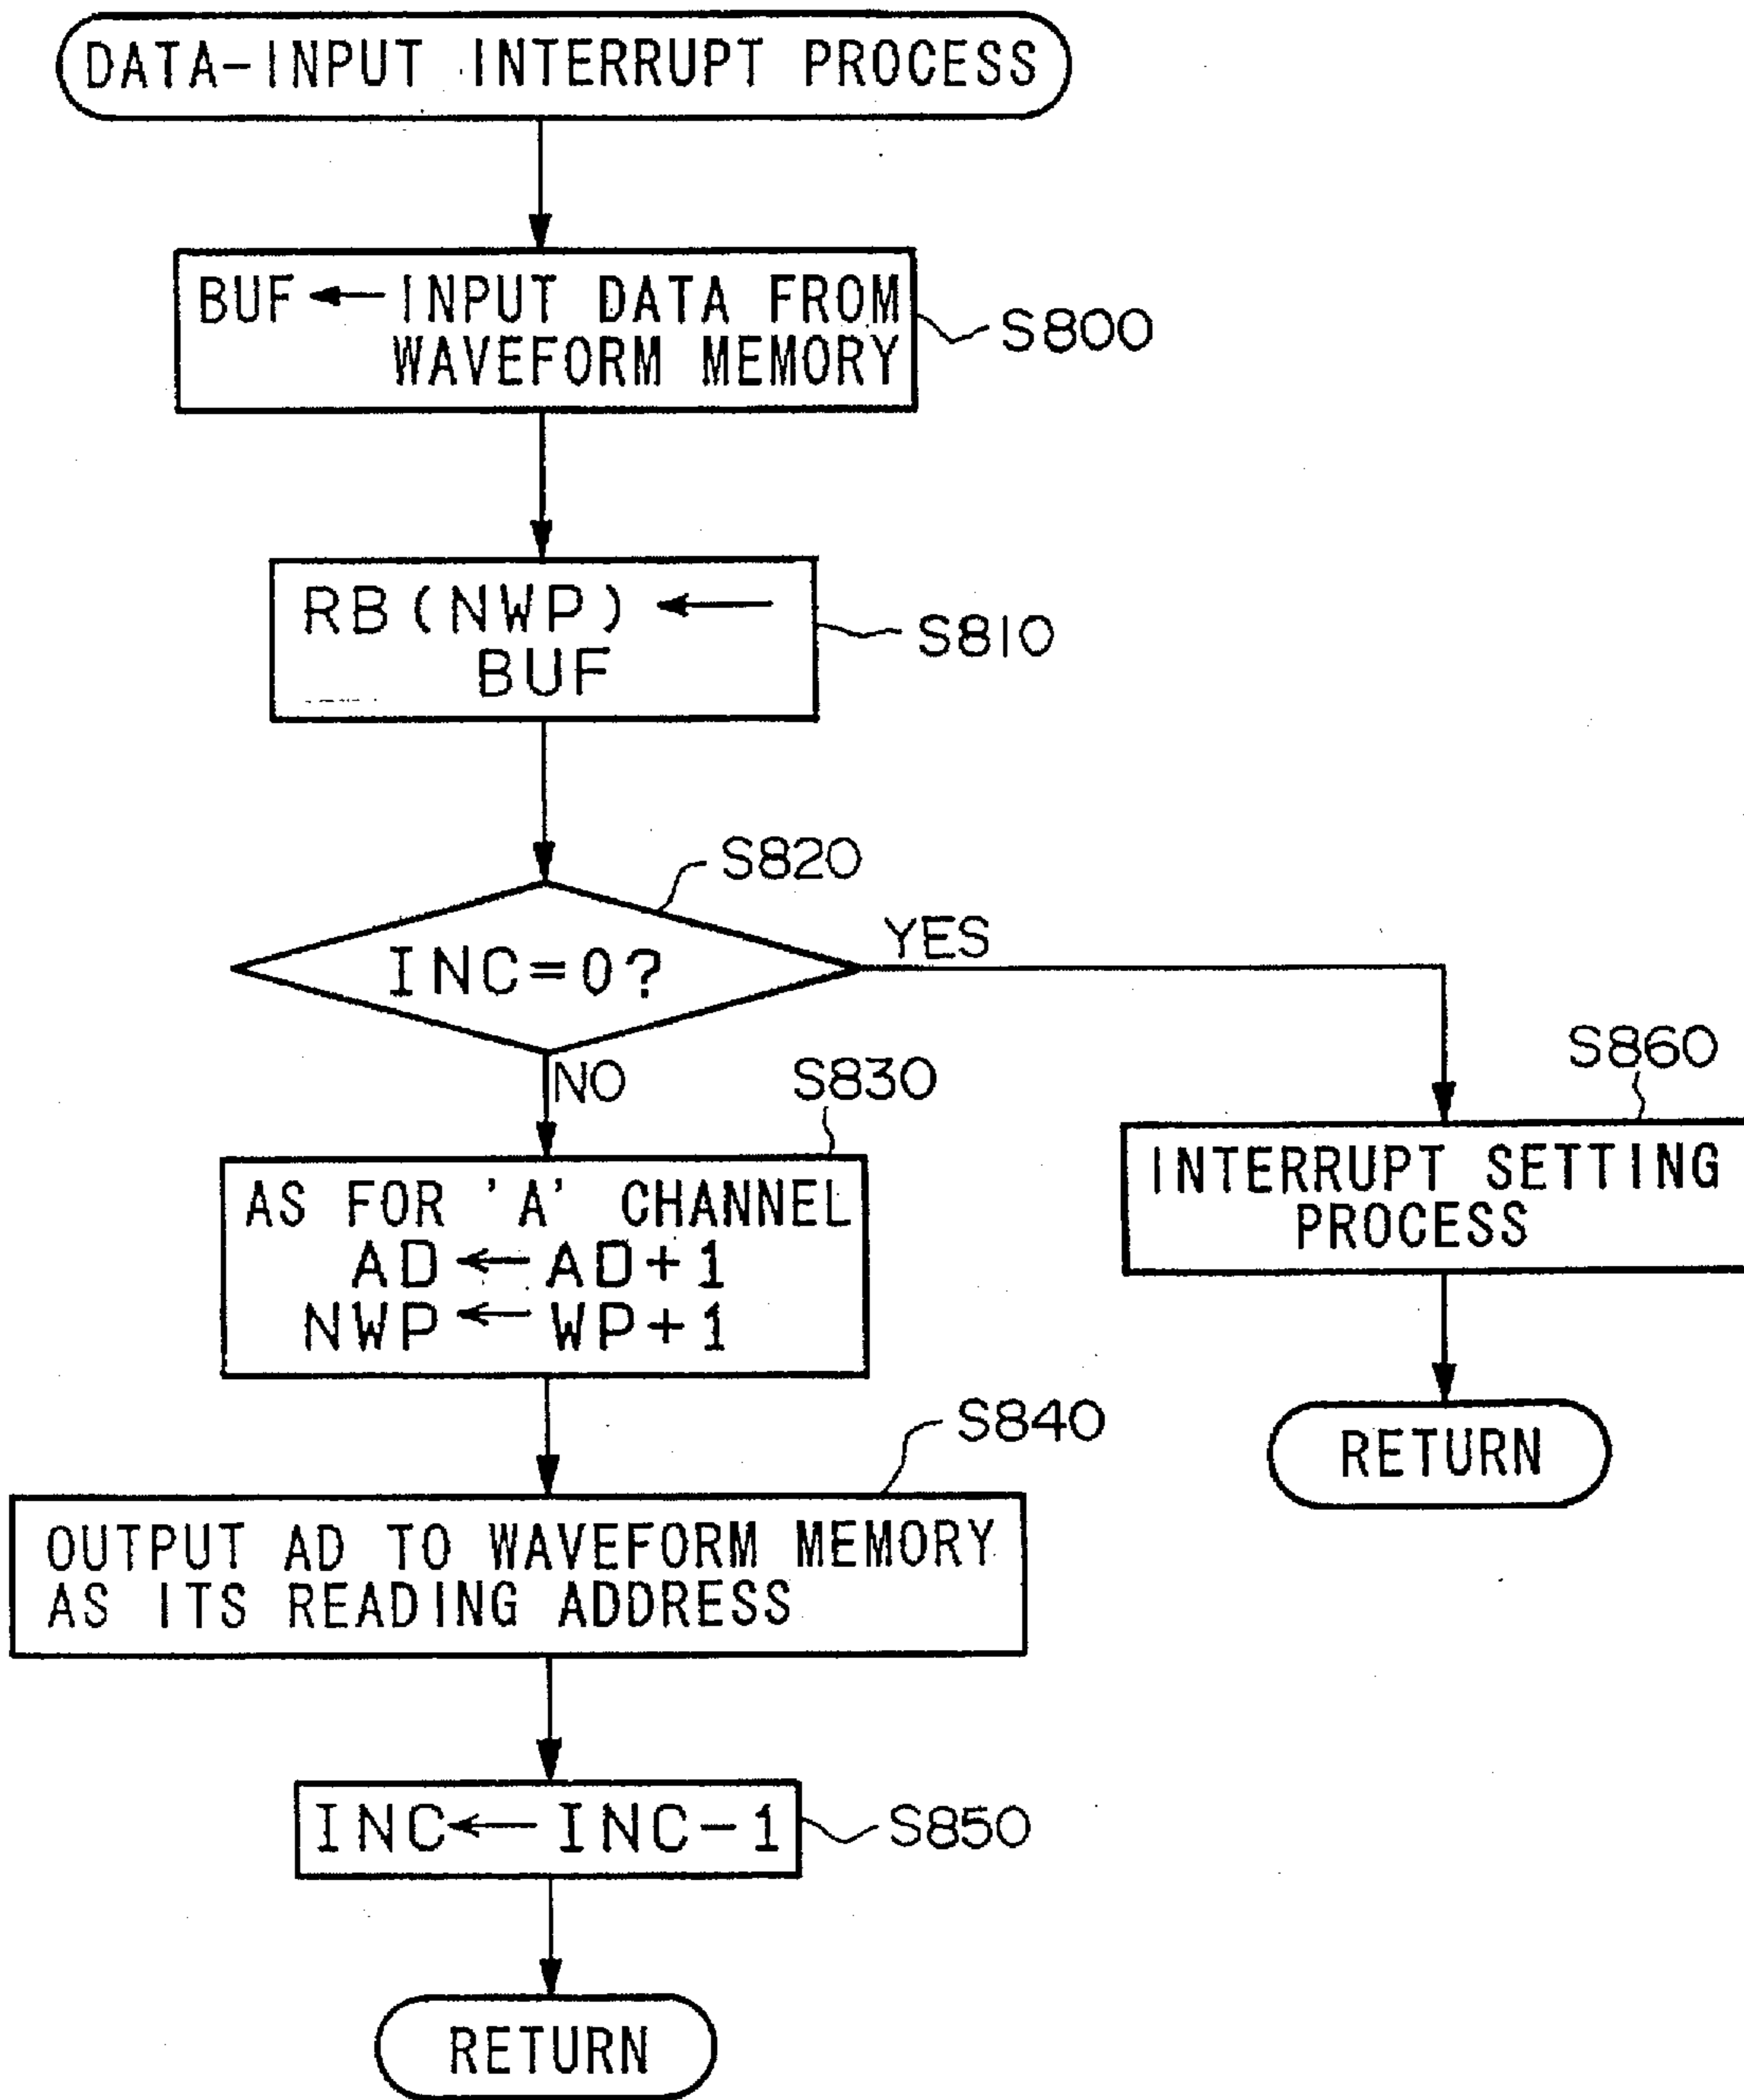 DATA-INPUT INTERRUPT PROCESS
BUF ← INPUT DATA FROM
WAVEFORM MEMORY
S800
RB(NWP) ←
BUF
S810
S820
INC=0?
YES
NO
S830
AS FOR 'A' CHANNEL
AD ← AD+1
NWP ← WP+1
S860
INTERRUPT SETTING
PROCESS
RETURN
S840
OUTPUT AD TO WAVEFORM MEMORY
AS ITS READING ADDRESS
INC ← INC-1
S850
RETURN